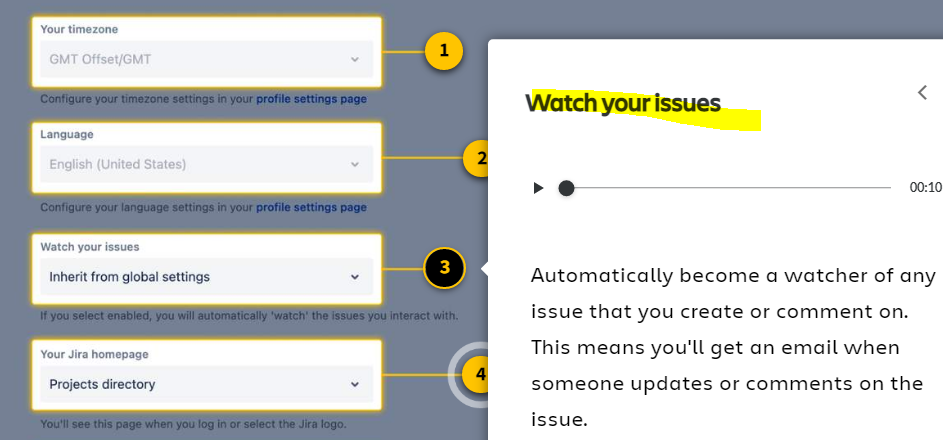 Your timezone
GMT Offset/GMT
1
Configure your timezone settings in your profile settings page
Language
English (United States)
2
Configure your language settings in your profile settings page
Watch your issues
Inherit from global settings
3
If you select enabled, you will automatically 'watch' the issues you interact with.
Your Jira homepage
Projects directory
4
You'll see this page when you log in or select the Jira logo.
Watch your issues
00:10
Automatically become a watcher of any
issue that you create or comment on.
This means you'll get an email when
someone updates or comments on the
issue.